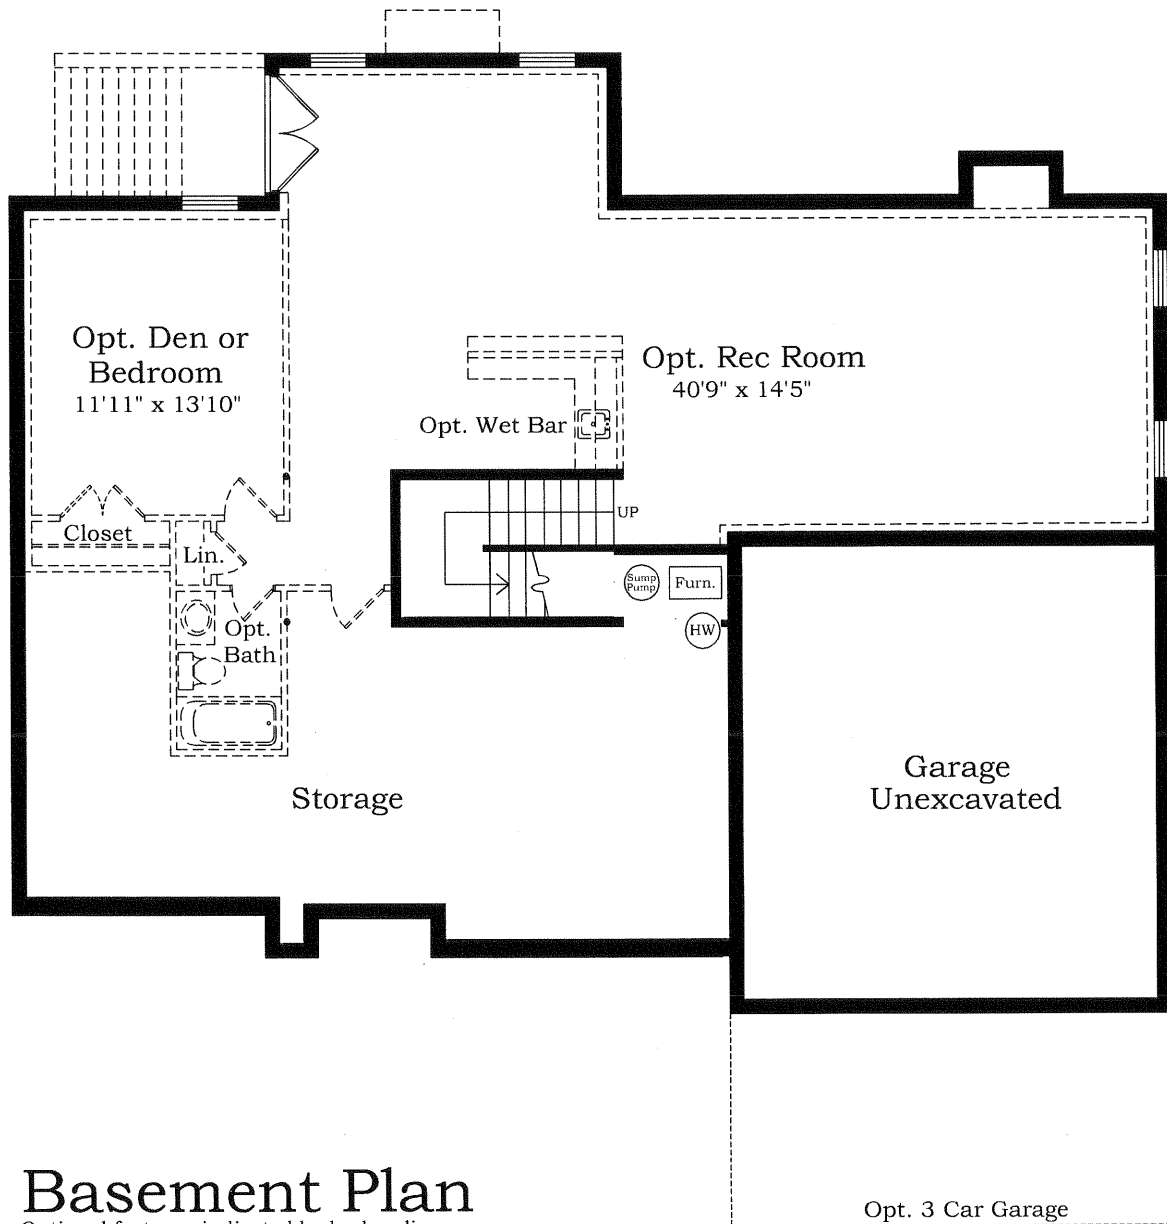 Opt. Den or
Bedroom
11'11" x 13'10"
Opt. Rec Room
40'9" x 14'5"
Opt. Wet Bar
UP
Closet
Lin.
Sump
Pump
Furn.
HW
Opt.
Bath
Storage
Garage
Unexcavated
Basement Plan
Opt. 3 Car Garage